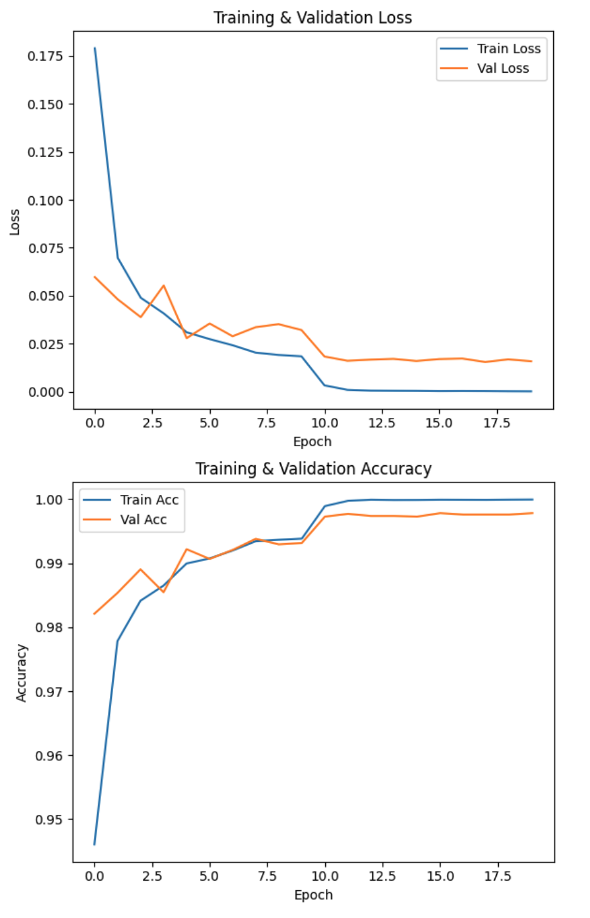 Training & Validation Loss
Train Loss
Val Loss
0.175
0.150
0.125
0.100
0.075
0.050
0.025
0.000
Loss
0.0 2.5 5.0 7.5 10.0 12.5 15.0 17.5
Epoch
Training & Validation Accuracy
Train Acc
Val Acc
1.00
0.99
0.98
0.97
0.96
0.95
Accuracy
0.0 2.5 5.0 7.5 10.0 12.5 15.0 17.5
Epoch